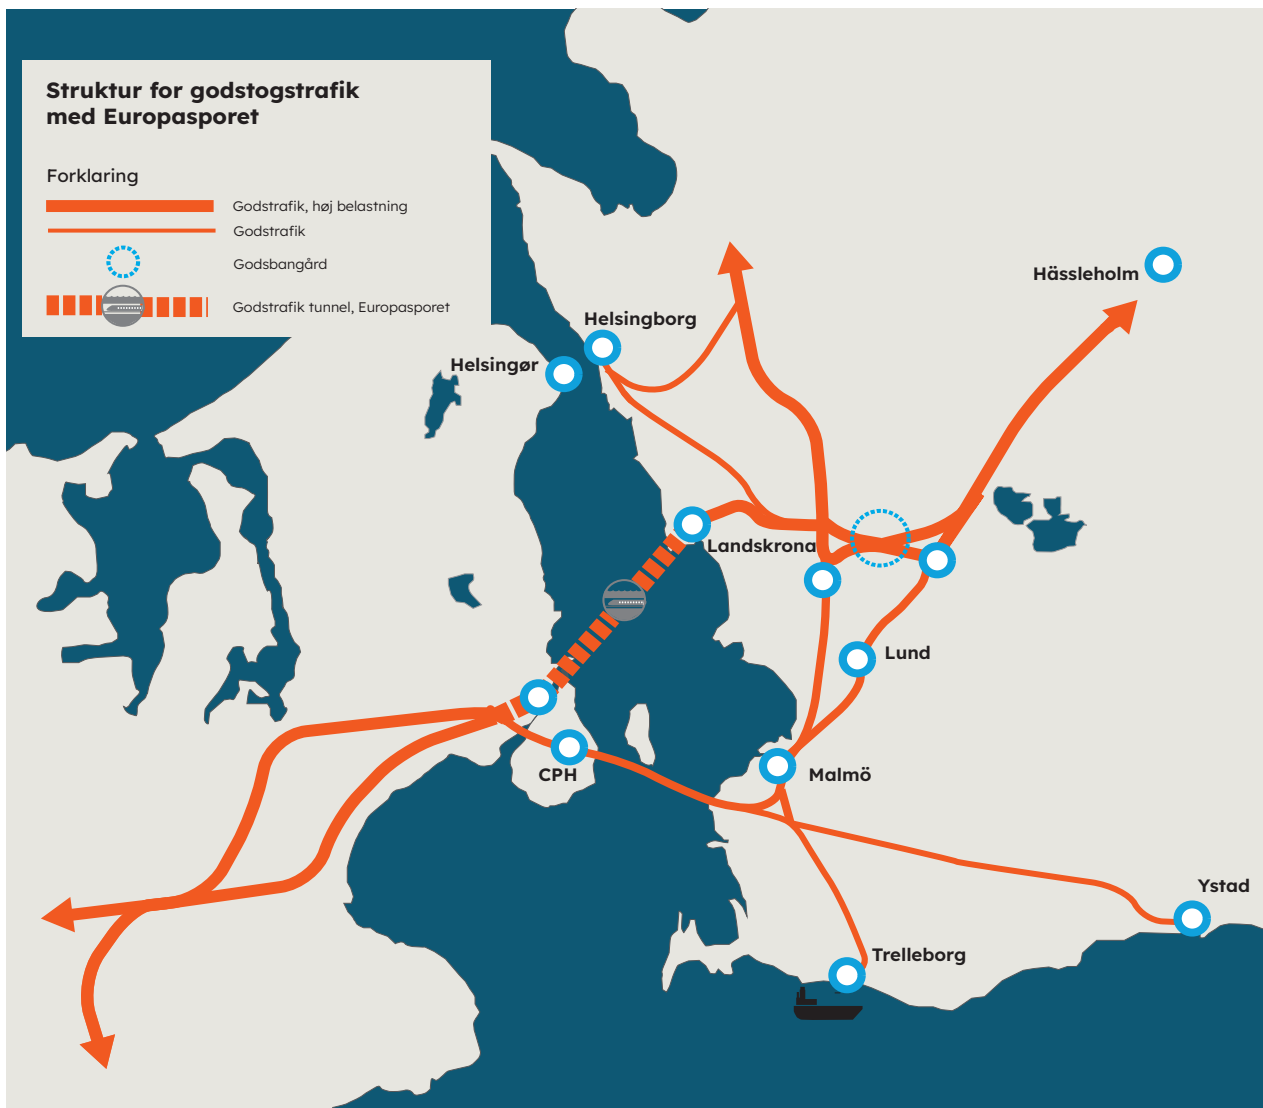 Struktur for godstogstrafik
med Europasporet
Forklaring
Godstrafik, høj belastning
Godstrafik
Godsbangård
Godstrafik tunnel, Europasporet
Hässleholm
Helsingborg
Helsingør
Landskrona
Lund
CPH
Malmö
Ystad
Trelleborg